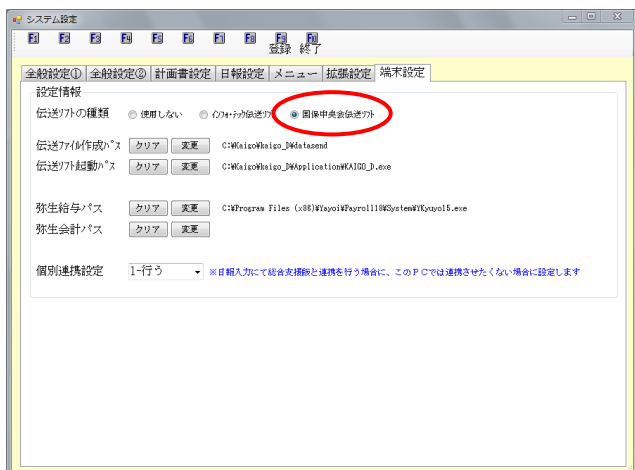 システム設定
F1 F2 F3 F4 F5 F6 F7 F8 F9 F10
登録 終了
全般設定① 全般設定② 計画書設定 日報設定 メニュー 拡張設定 端末設定
設定情報
伝送ソフトの種類 使用しない インフォ・テック伝送ソフト 国保中央会伝送ソフト
伝送ファイル作成パス クリア 変更 C:¥Kaigo¥kaigo_D¥datasend
伝送ソフト起動パス クリア 変更 C:¥Kaigo¥kaigo_D¥Application¥KAIGO_D.exe
弥生給与パス クリア 変更 C:¥Program Files (x86)¥Yayoi¥Payroll18¥System¥YKyuyo15.exe
弥生会計パス クリア 変更
個別連携設定 1-行う ※日報入力にて総合支援版と連携を行う場合に、このPCでは連携させたくない場合に設定します